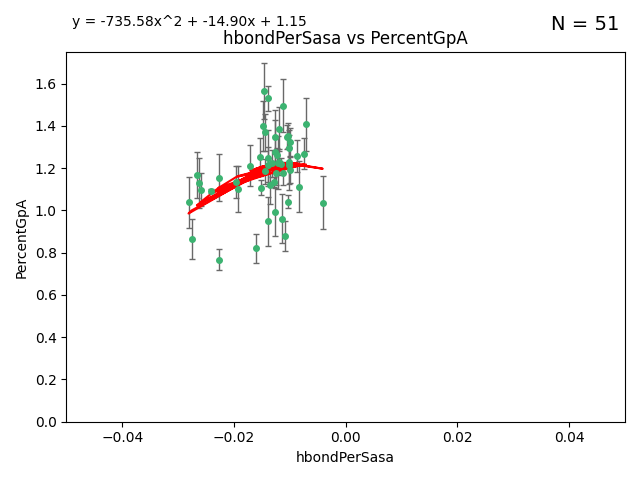 y = -735.58x^2 + -14.90x + 1.15
N = 51
hbondPerSasa vs PercentGpA
PercentGpA
1.6
1.4
1.2
1.0
0.8
0.6
0.4
0.2
0.0
−0.04 −0.02 0.00 0.02 0.04
hbondPerSasa